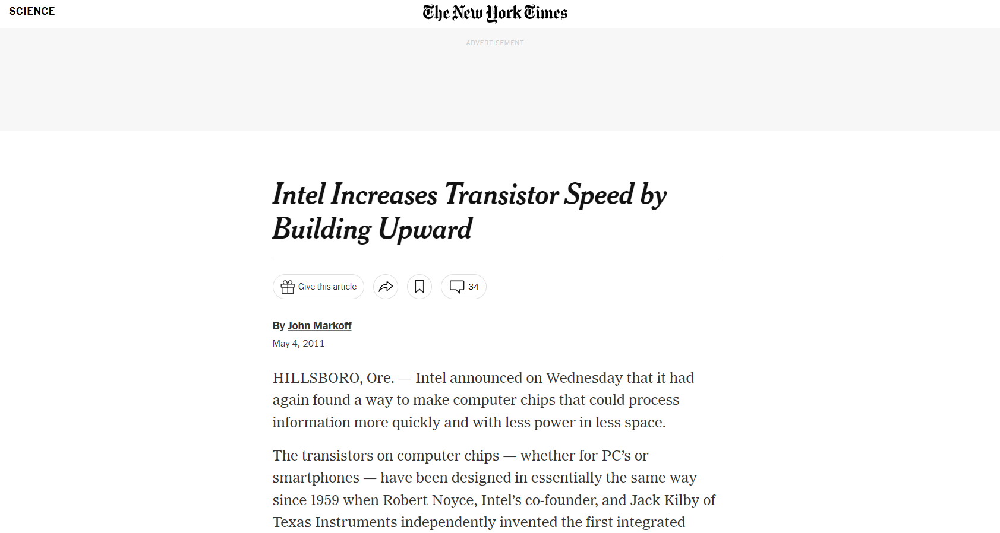 SCIENCE
The New York Times
ADVERTISEMENT
Intel Increases Transistor Speed by
Building Upward
Give this article
34
By John Markoff
May 4, 2011
HILLSBORO, Ore. — Intel announced on Wednesday that it had
again found a way to make computer chips that could process
information more quickly and with less power in less space.
The transistors on computer chips — whether for PC’s or
smartphones — have been designed in essentially the same way
since 1959 when Robert Noyce, Intel’s co-founder, and Jack Kilby of
Texas Instruments independently invented the first integrated